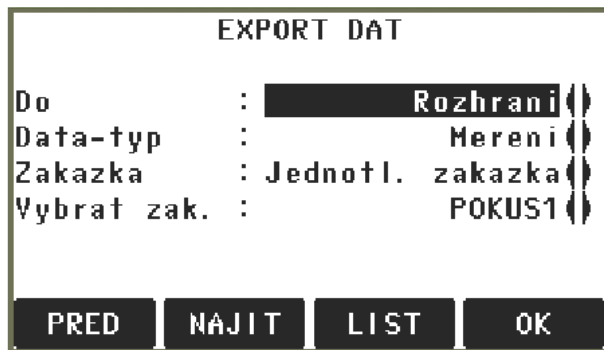 EXPORT DAT
Do : Rozhrani
Data-typ : Mereni
Zakazka : Jednotl. zakazka
Vybrat zak. : POKUS1
PRED NAJIT LIST OK